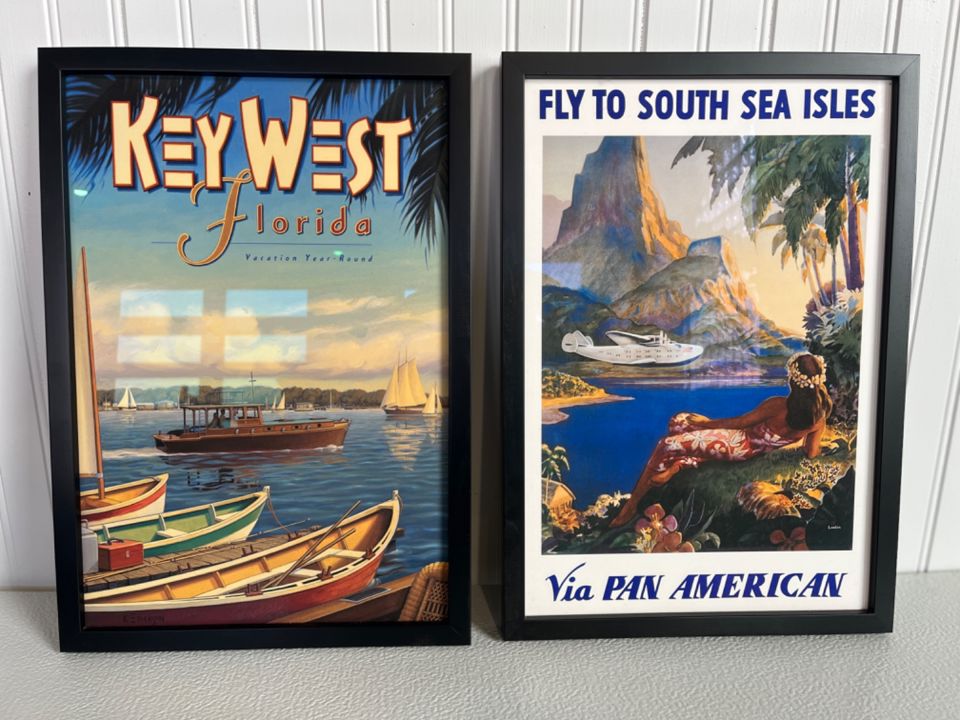 KEY WEST
Florida
Vacation Year-Round
FLY TO SOUTH SEA ISLES
Via PAN AMERICAN